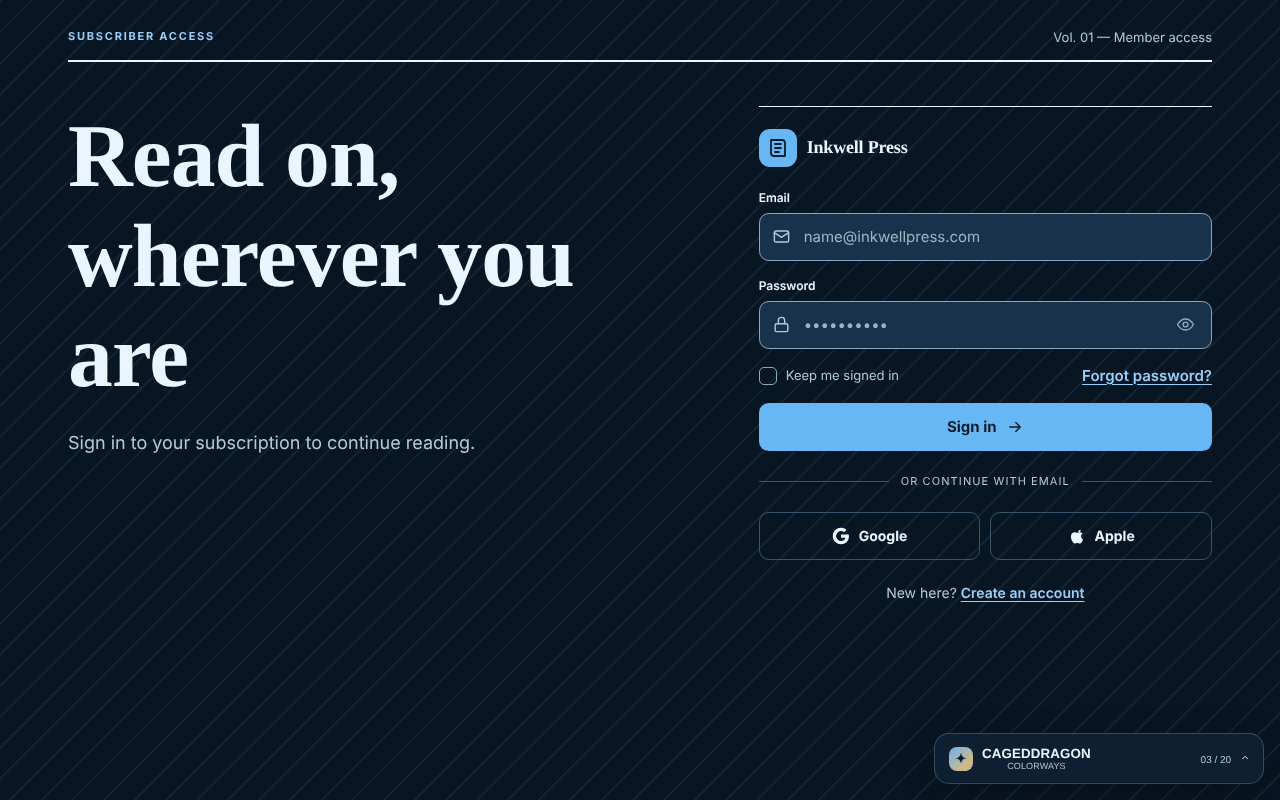 SUBSCRIBER ACCESS
Vol. 01 — Member access
Read on,
wherever you
are
Sign in to your subscription to continue reading.
Inkwell Press
Email
name@inkwellpress.com
Password
Keep me signed in
Forgot password?
Sign in
OR CONTINUE WITH EMAIL
Google
Apple
New here? Create an account
CAGEDDRAGON
COLORWAYS
03 / 20